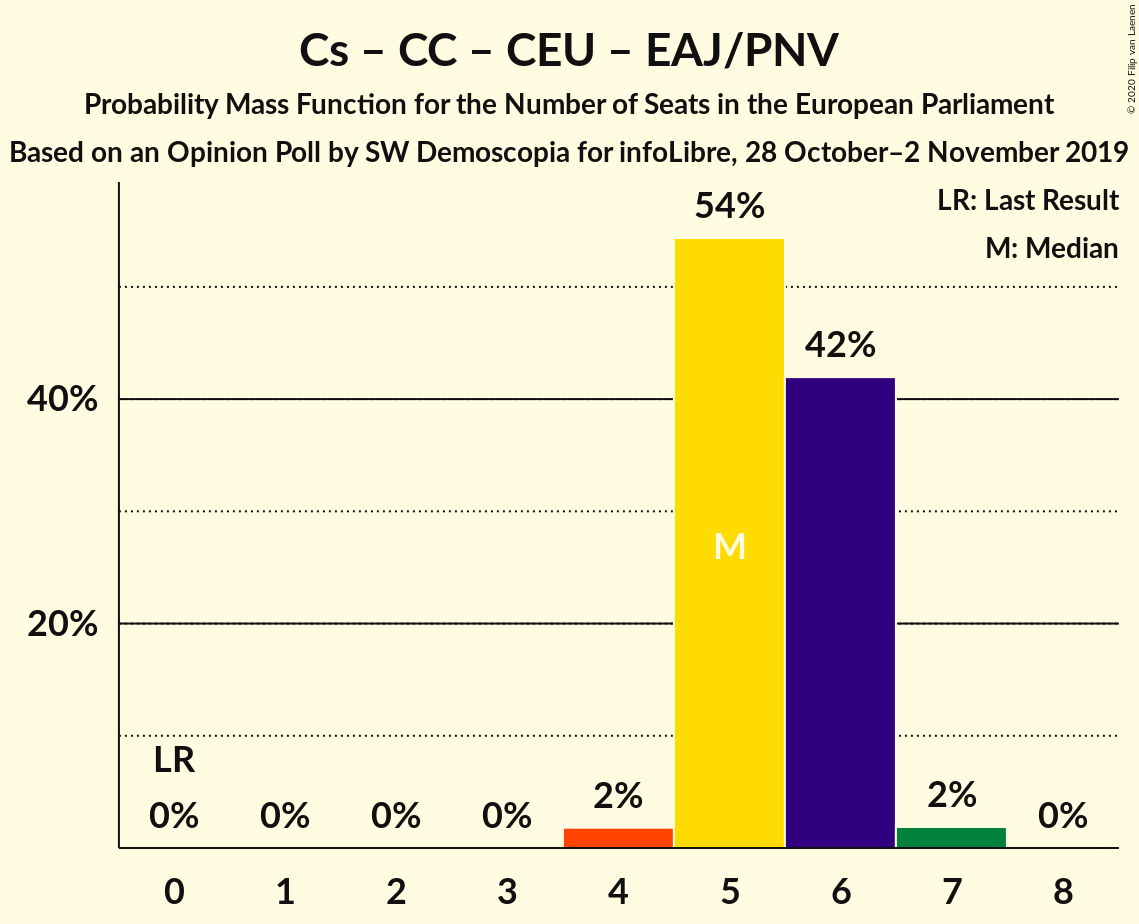 Cs – CC – CEU – EAJ/PNV
Probability Mass Function for the Number of Seats in the European Parliament
Based on an Opinion Poll by SW Demoscopia for infoLibre, 28 October–2 November 2019
© 2020 Filip van Laenen
LR: Last Result
M: Median
54%
42%
40%
M
20%
LR
0%
0%
0%
0%
2%
2%
0%
0
1
2
3
4
5
6
7
8